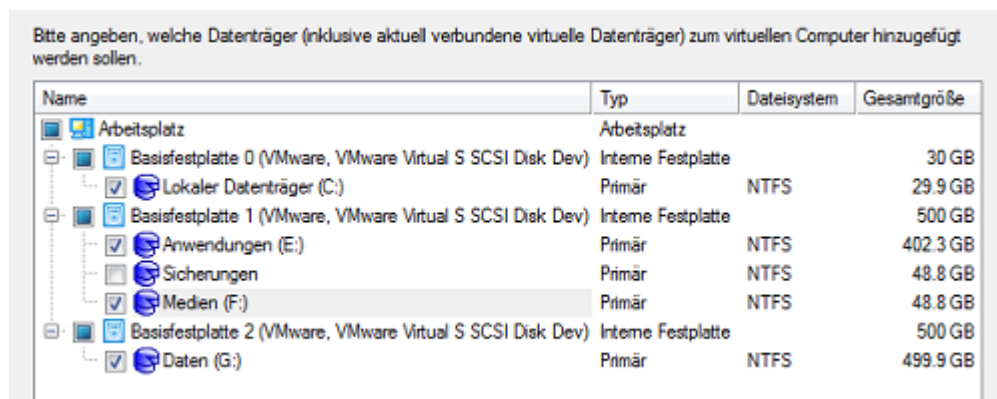 Bitte angeben, welche Datenträger (inklusive aktuell verbundene virtuelle Datenträger) zum virtuellen Computer hinzugefügt
werden sollen.
Name Typ Dateisystem Gesamtgröße
Arbeitsplatz Arbeitsplatz
Basisfestplatte 0 (VMware, VMware Virtual S SCSI Disk Dev) Interne Festplatte 30 GB
Lokaler Datenträger (C:) Primär NTFS 29.9 GB
Basisfestplatte 1 (VMware, VMware Virtual S SCSI Disk Dev) Interne Festplatte 500 GB
Anwendungen (E:) Primär NTFS 402.3 GB
Sicherungen Primär NTFS 48.8 GB
Medien (F:) Primär NTFS 48.8 GB
Basisfestplatte 2 (VMware, VMware Virtual S SCSI Disk Dev) Interne Festplatte 500 GB
Daten (G:) Primär NTFS 499.9 GB